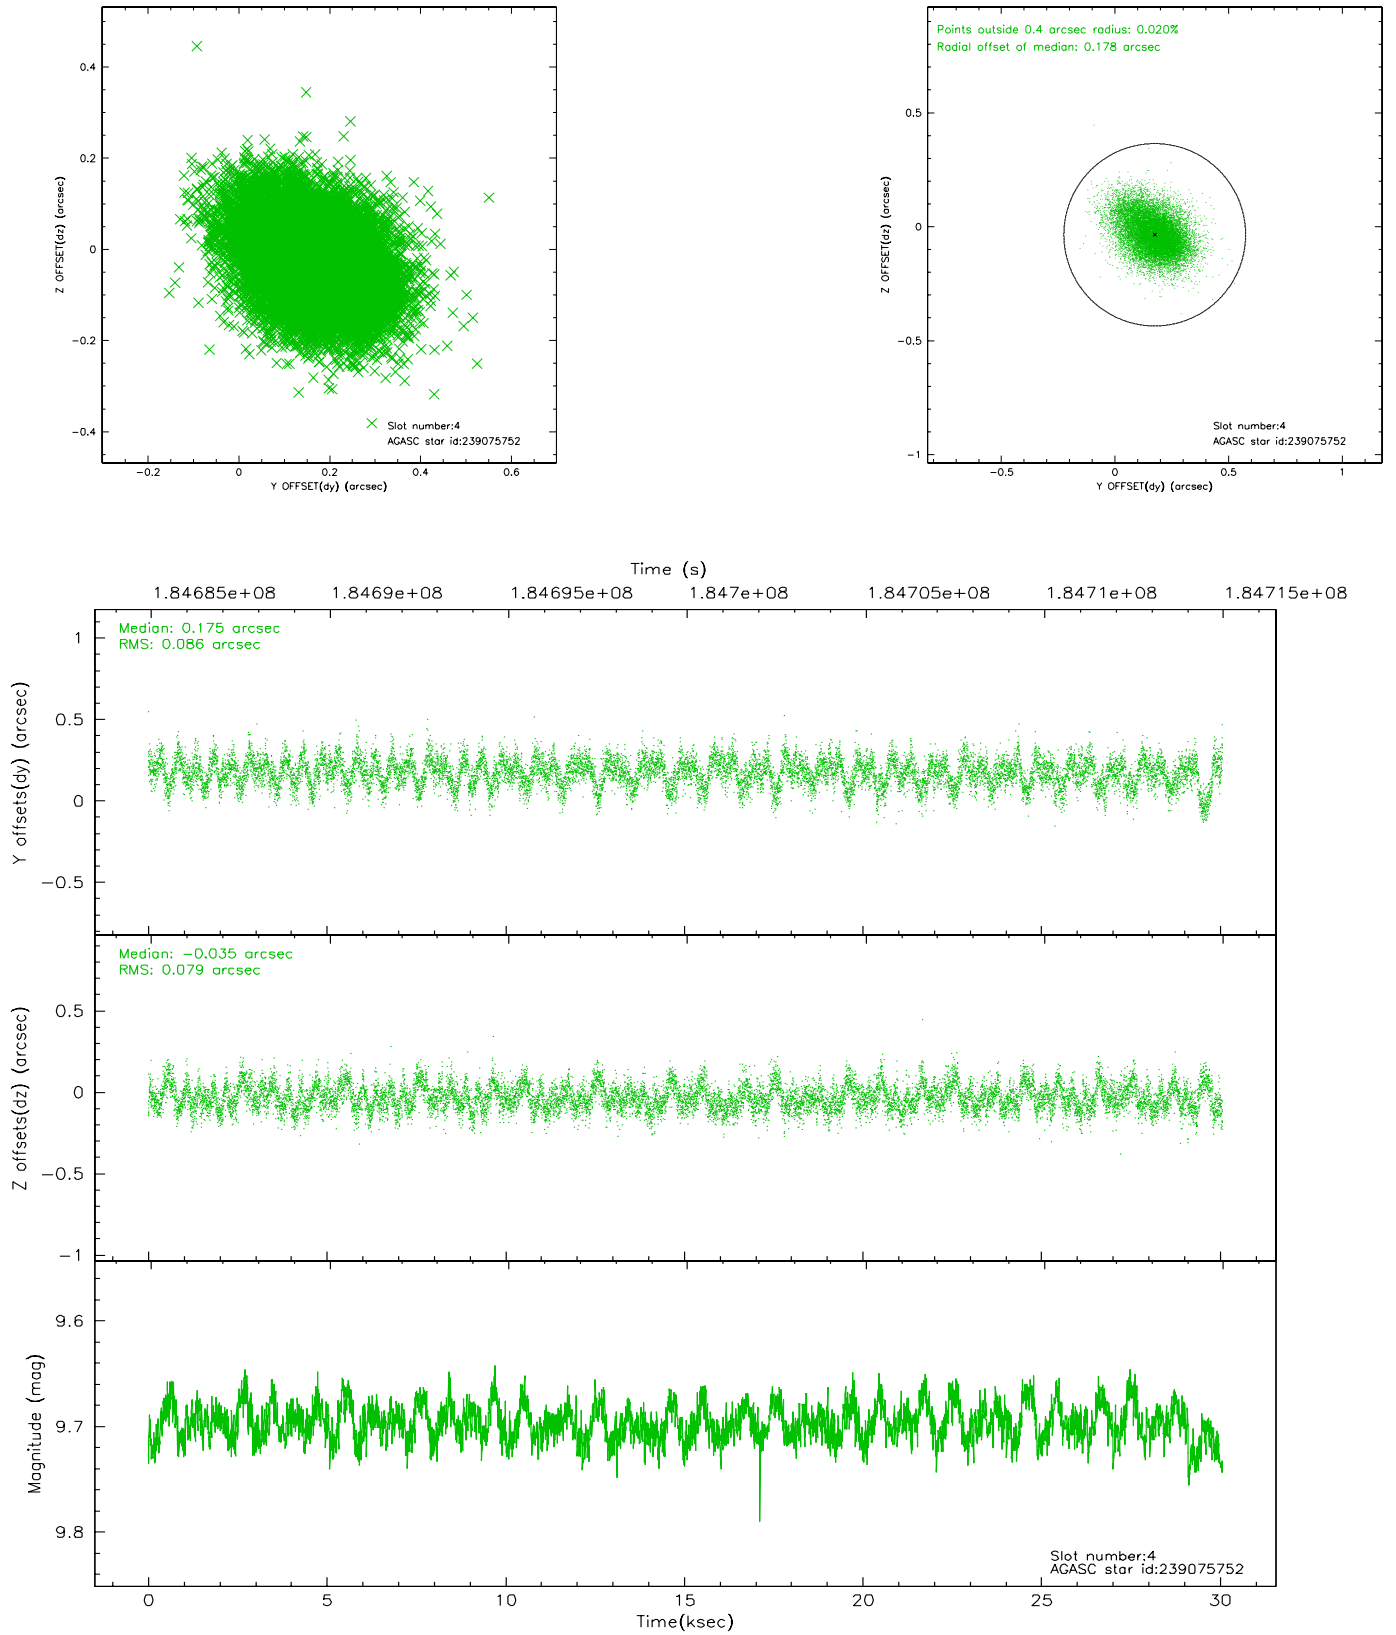 0.4
0.2
0
−0.2
−0.4
Z OFFSET(dz) (arcsec)
−0.2 0 0.2 0.4 0.6
Y OFFSET(dy) (arcsec)
Slot number:4
AGASC star id:239075752
Points outside 0.4 arcsec radius: 0.020%
Radial offset of median: 0.178 arcsec
0.5
0
−0.5
−1
Z OFFSET(dz) (arcsec)
−0.5 0 0.5 1
Y OFFSET(dy) (arcsec)
Slot number:4
AGASC star id:239075752
Time (s)
1.84685e+08 1.8469e+08 1.84695e+08 1.847e+08 1.84705e+08 1.8471e+08 1.84715e+08
Median: 0.175 arcsec
RMS: 0.086 arcsec
1
0.5
0
−0.5
Y offsets(dy) (arcsec)
Median: −0.035 arcsec
RMS: 0.079 arcsec
0.5
0
−0.5
−1
Z offsets(dz) (arcsec)
9.6
9.7
9.8
Magnitude (mag)
Slot number:4
AGASC star id:239075752
0 5 10 15 20 25 30
Time(ksec)